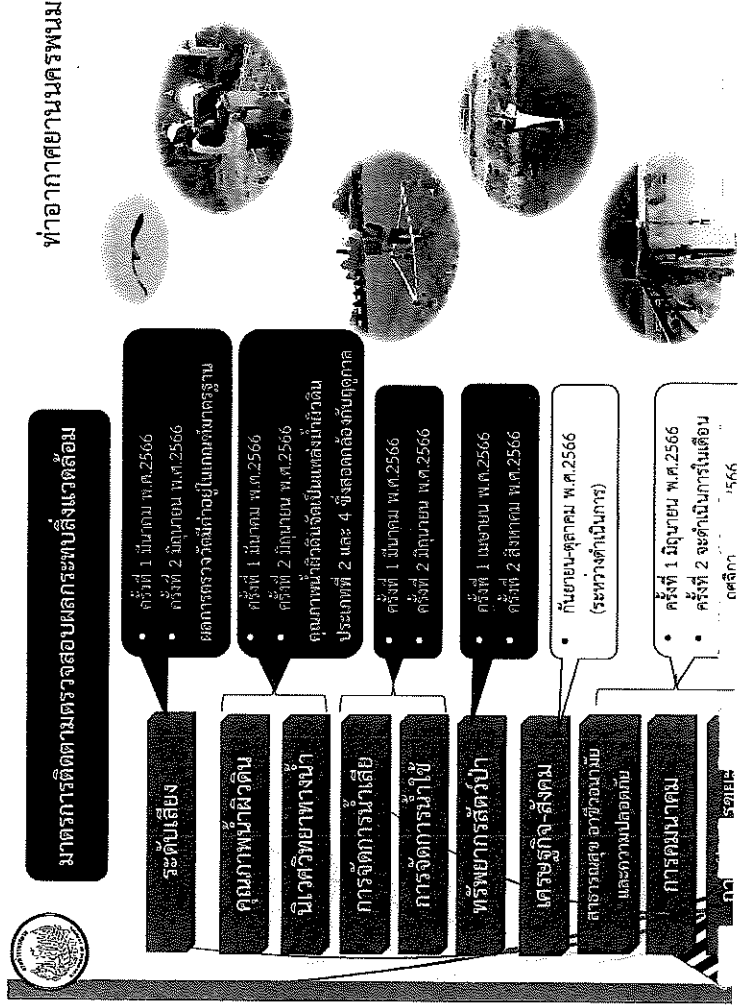 ท่าอากาศยานนครพนม
มาตรการติดตามตรวจสอบผลกระทบสิ่งแวดล้อม
ระดับเสียง
• ครั้งที่ 1 มีนาคม พ.ศ.2566
• ครั้งที่ 2 มิถุนายน พ.ศ.2566
ผลการตรวจวัดมีค่าอยู่ในเกณฑ์มาตรฐาน
คุณภาพน้ำผิวดิน
นิเวศวิทยาทางน้ำ
• ครั้งที่ 1 มีนาคม พ.ศ.2566
• ครั้งที่ 2 มิถุนายน พ.ศ.2566
คุณภาพน้ำผิวดินจัดเป็นแหล่งน้ำผิวดิน
ประเภทที่ 2 และ 4 ซึ่งสอดคล้องกับฤดูกาล
การจัดการน้ำเสีย
การจัดการน้ำใช้
• ครั้งที่ 1 มีนาคม พ.ศ.2566
• ครั้งที่ 2 มิถุนายน พ.ศ.2566
ทรัพยากรสัตว์ป่า
• ครั้งที่ 1 เมษายน พ.ศ.2566
• ครั้งที่ 2 สิงหาคม พ.ศ.2566
เศรษฐกิจ-สังคม
• กันยายน-ตุลาคม พ.ศ.2566
(ระหว่างดำเนินการ)
สาธารณสุข อาชีวอนามัย
และความปลอดภัย
การคมนาคม
• ครั้งที่ 1 มิถุนายน พ.ศ.2566
• ครั้งที่ 2 จะดำเนินการในเดือน